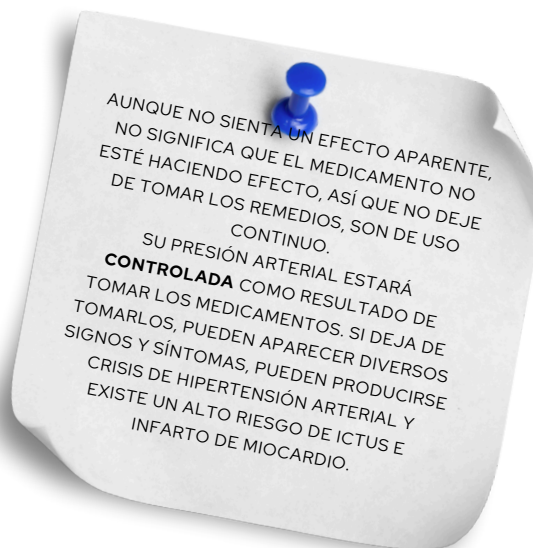 AUNQUE NO SIENTA UN EFECTO APARENTE,
NO SIGNIFICA QUE EL MEDICAMENTO NO
ESTÉ HACIENDO EFECTO, ASÍ QUE NO DEJE
DE TOMAR LOS REMEDIOS, SON DE USO
CONTINUO.
SU PRESIÓN ARTERIAL ESTARÁ
CONTROLADA COMO RESULTADO DE
TOMAR LOS MEDICAMENTOS. SI DEJA DE
TOMARLOS, PUEDEN APARECER DIVERSOS
SIGNOS Y SÍNTOMAS, PUEDEN PRODUCIRSE
CRISIS DE HIPERTENSIÓN ARTERIAL Y
EXISTE UN ALTO RIESGO DE ICTUS E
INFARTO DE MIOCARDIO.